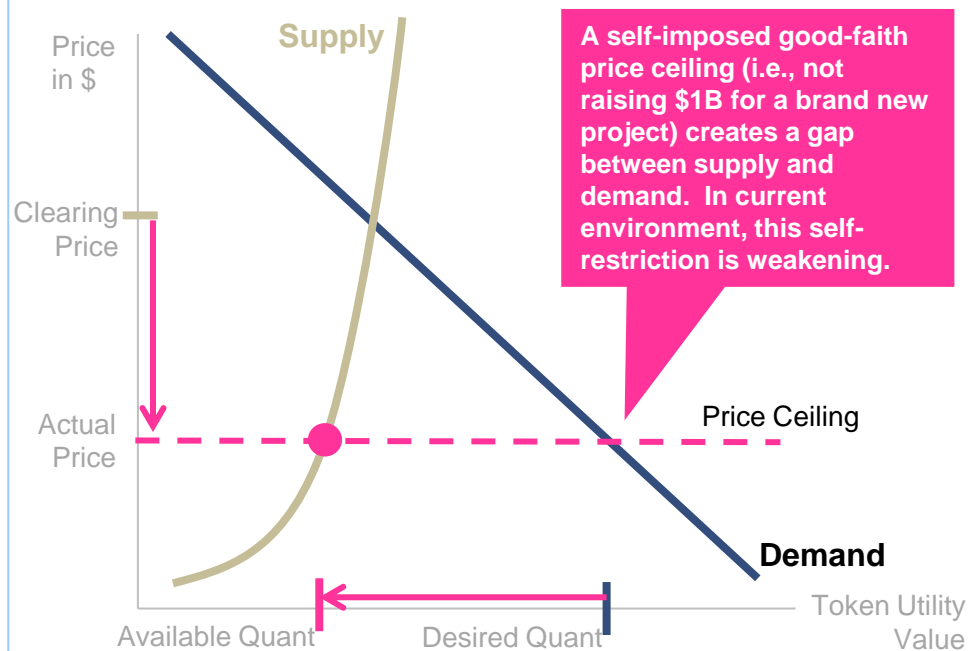 Price
in $
Supply
A self-imposed good-faith
price ceiling (i.e., not
raising $1B for a brand new
project) creates a gap
between supply and
demand.  In current
environment, this self-
restriction is weakening.
Clearing
Price
Actual
Price
Price Ceiling
Demand
Available Quant
Desired Quant
Token Utility
Value